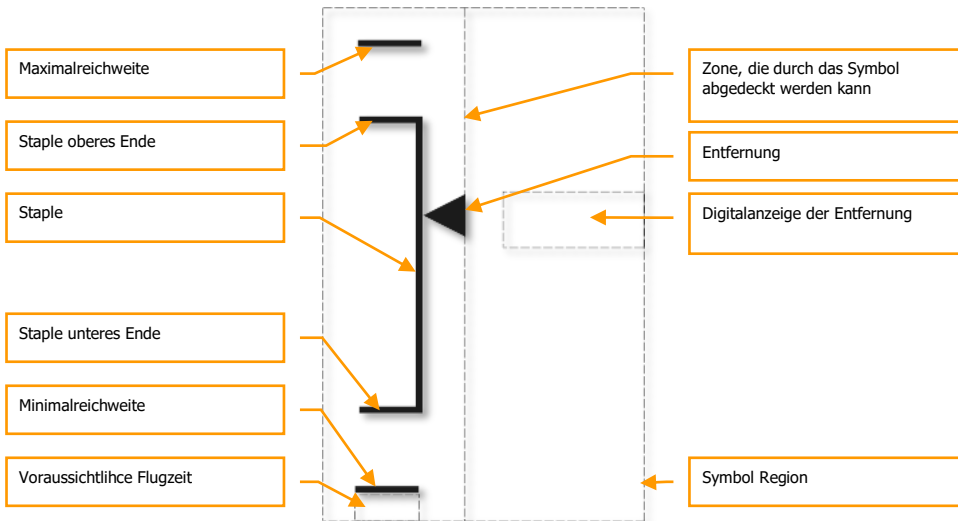 Maximalreichweite
Staple oberes Ende
Staple
Staple unteres Ende
Minimalreichweite
Voraussichtlihce Flugzeit
Zone, die durch das Symbol
abgedeckt werden kann
Entfernung
Digitalanzeige der Entfernung
Symbol Region